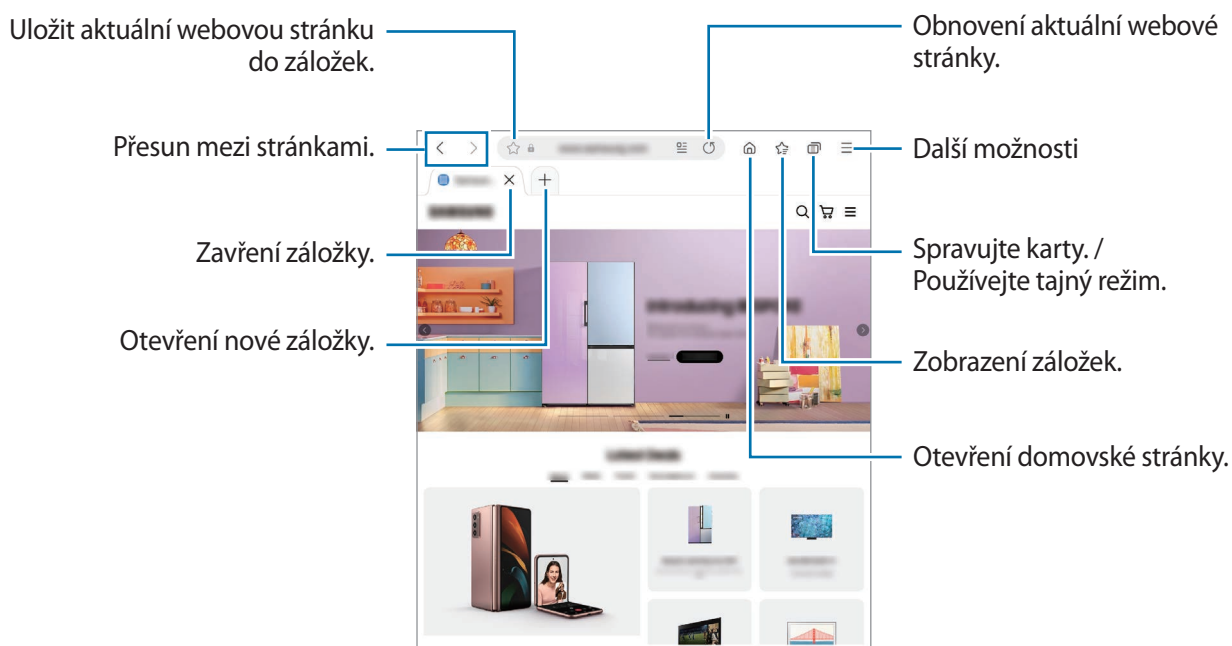 Uložit aktuální webovou stránku
do záložek.
Obnovení aktuální webové
stránky.
Přesun mezi stránkami.
Další možnosti
Zavření záložky.
Spravujte karty. /
Používejte tajný režim.
Otevření nové záložky.
Zobrazení záložek.
Otevření domovské stránky.